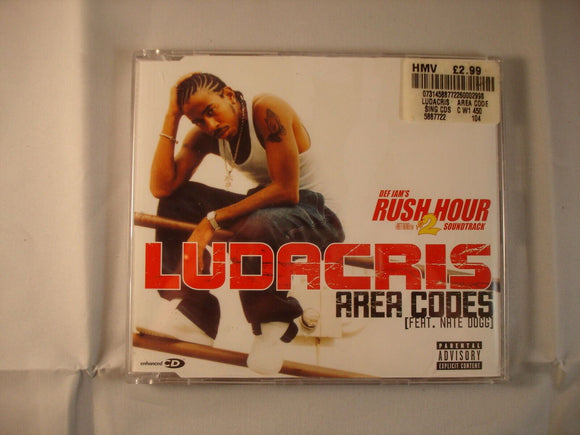 HMV £2.99
07314588772260002998
LUDACRIS AREA CODE
SING CDS C W1 450
5887722 104
DEF JAM'S
RUSH HOUR
2
SOUNDTRACK
LUDACRIS
AREA CODES
[FEAT. NATE DOGG]
PARENTAL
ADVISORY
EXPLICIT CONTENT
enhanced CD